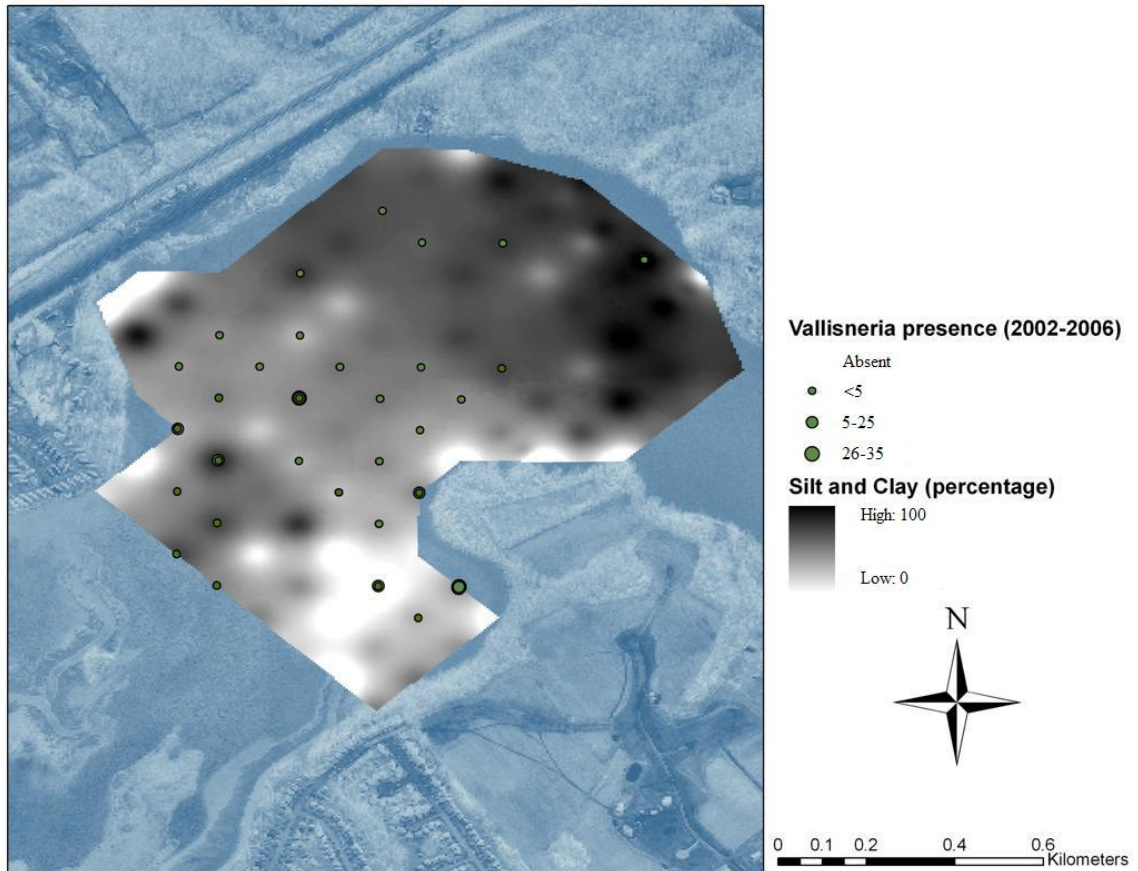 Vallisneria presence (2002-2006)
Absent
<5
5-25
26-35
Silt and Clay (percentage)
High: 100
Low: 0
N
0 0.1 0.2 0.4 0.6
Kilometers